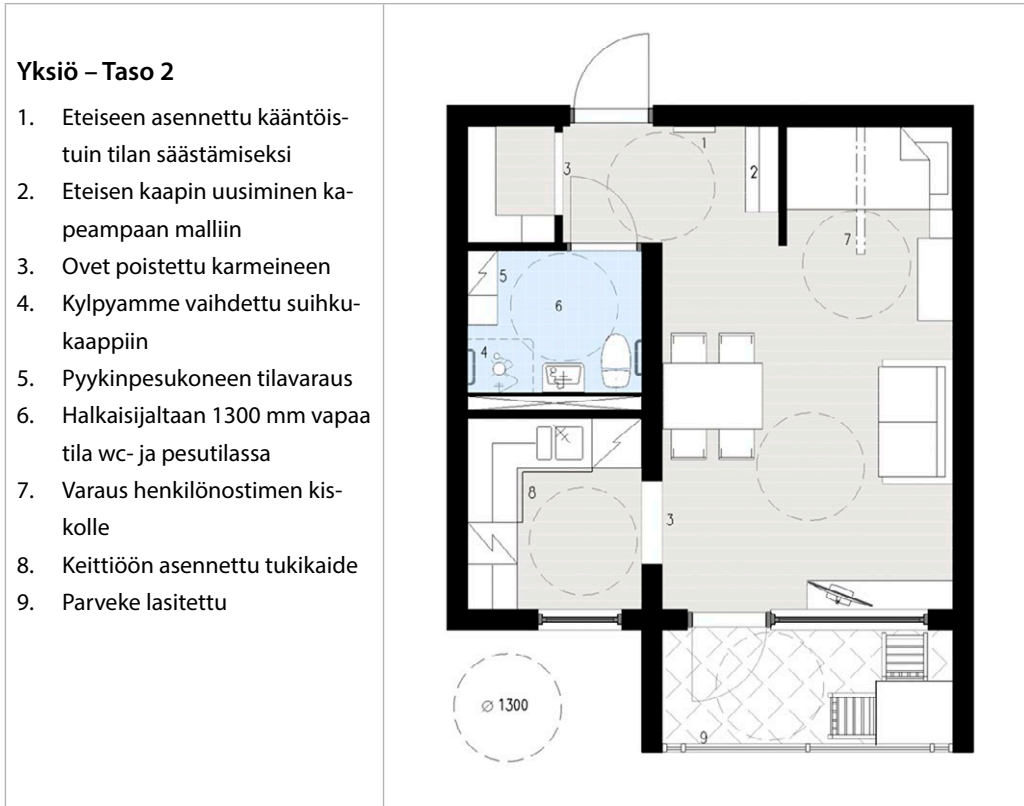 Yksiö – Taso 2
1. Eteiseen asennettu kääntöis-
tuin tilan säästämiseksi
2. Eteisen kaapin uusiminen ka-
peampaan malliin
3. Ovet poistettu karmeineen
4. Kylpyamme vaihdettu suihku-
kaappiin
5. Pyykinpesukoneen tilavaraus
6. Halkaisijaltaan 1300 mm vapaa
tila wc- ja pesutilassa
7. Varaus henkilönostimen kis-
kolle
8. Keittiöön asennettu tukikaide
9. Parveke lasitettu
1
3
2
7
5
6
4
8
3
⌀ 1300
9